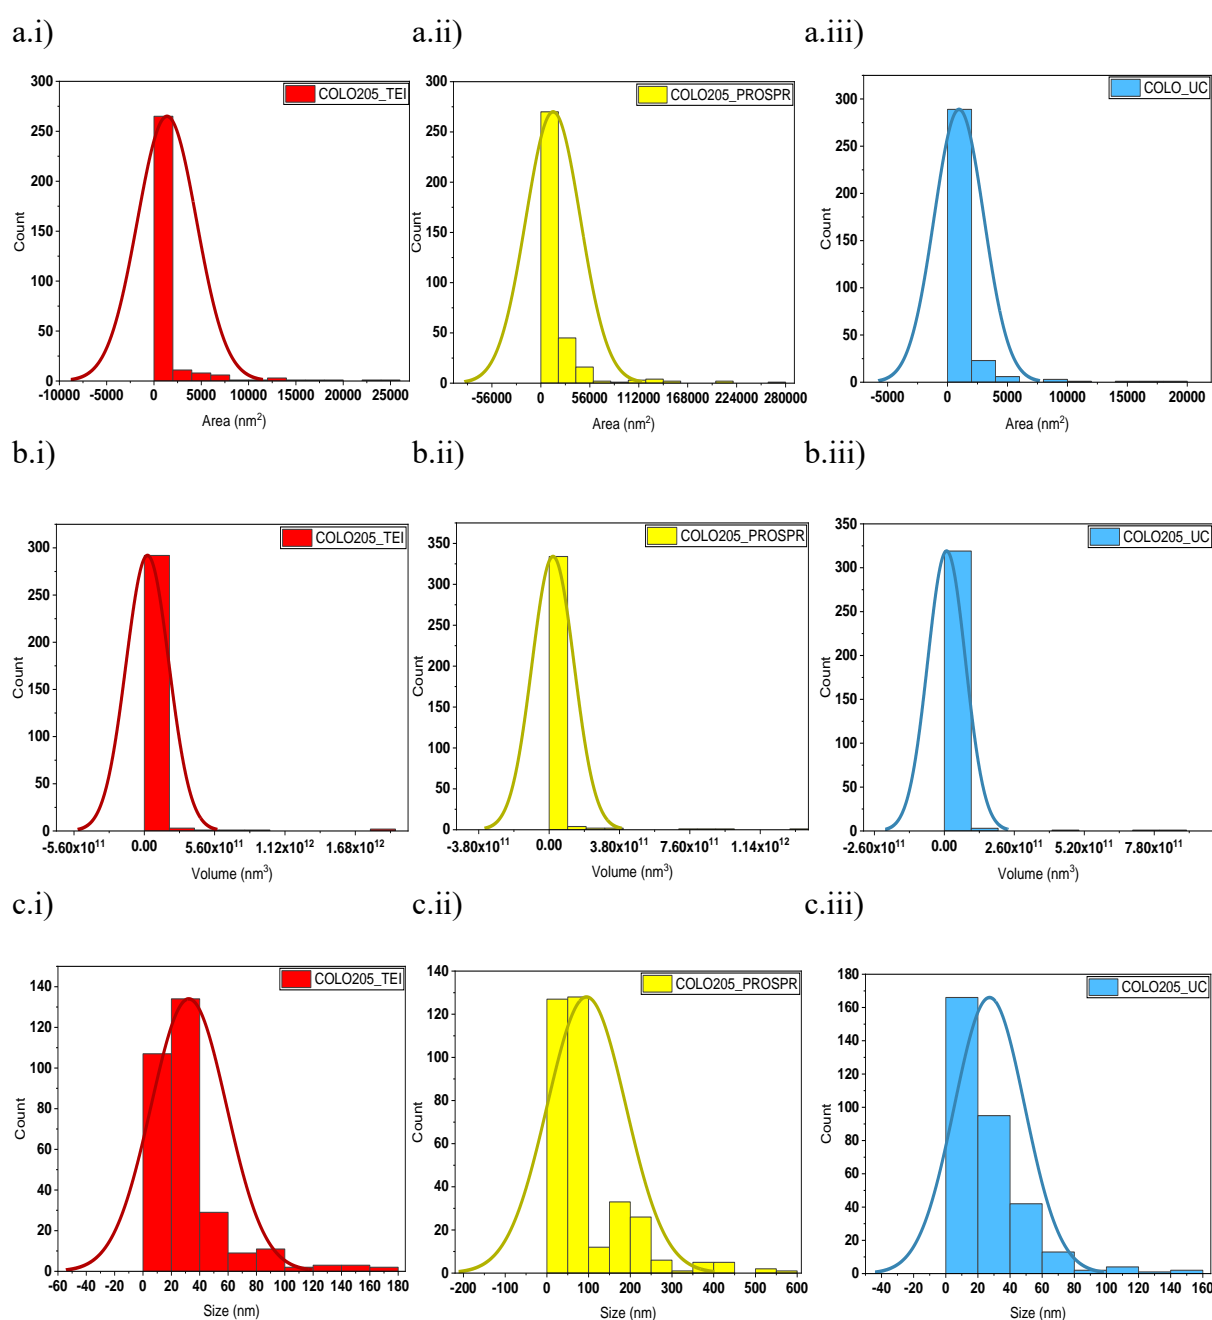 a.i)
a.ii)
a.iii)
300
250
200
150
100
50
0
Count
COLO205_TEI
-10000 -5000 0 5000 10000 15000 20000 25000
Area (nm²)
300
250
200
150
100
50
0
Count
COLO205_PROSPR
-56000 0 56000 112000 168000 224000 280000
Area (nm²)
300
250
200
150
100
50
0
Count
COLO_UC
-5000 0 5000 10000 15000 20000
Area (nm²)
b.i)
b.ii)
b.iii)
300
250
200
150
100
50
0
Count
COLO205_TEI
-5.60x10¹¹ 0.00 5.60x10¹¹ 1.12x10¹² 1.68x10¹²
Volume (nm³)
350
300
250
200
150
100
50
0
Count
COLO205_PROSPR
-3.80x10¹¹ 0.00 3.80x10¹¹ 7.60x10¹¹ 1.14x10¹²
Volume (nm³)
350
300
250
200
150
100
50
0
Count
COLO205_UC
-2.60x10¹¹ 0.00 2.60x10¹¹ 5.20x10¹¹ 7.80x10¹¹
Volume (nm³)
c.i)
c.ii)
c.iii)
140
120
100
80
60
40
20
0
Count
COLO205_TEI
-60 -40 -20 0 20 40 60 80 100 120 140 160 180
Size (nm)
140
120
100
80
60
40
20
0
Count
COLO205_PROSPR
-200 -100 0 100 200 300 400 500 600
Size (nm)
180
160
140
120
100
80
60
40
20
0
Count
COLO205_UC
-40 -20 0 20 40 60 80 100 120 140 160
Size (nm)